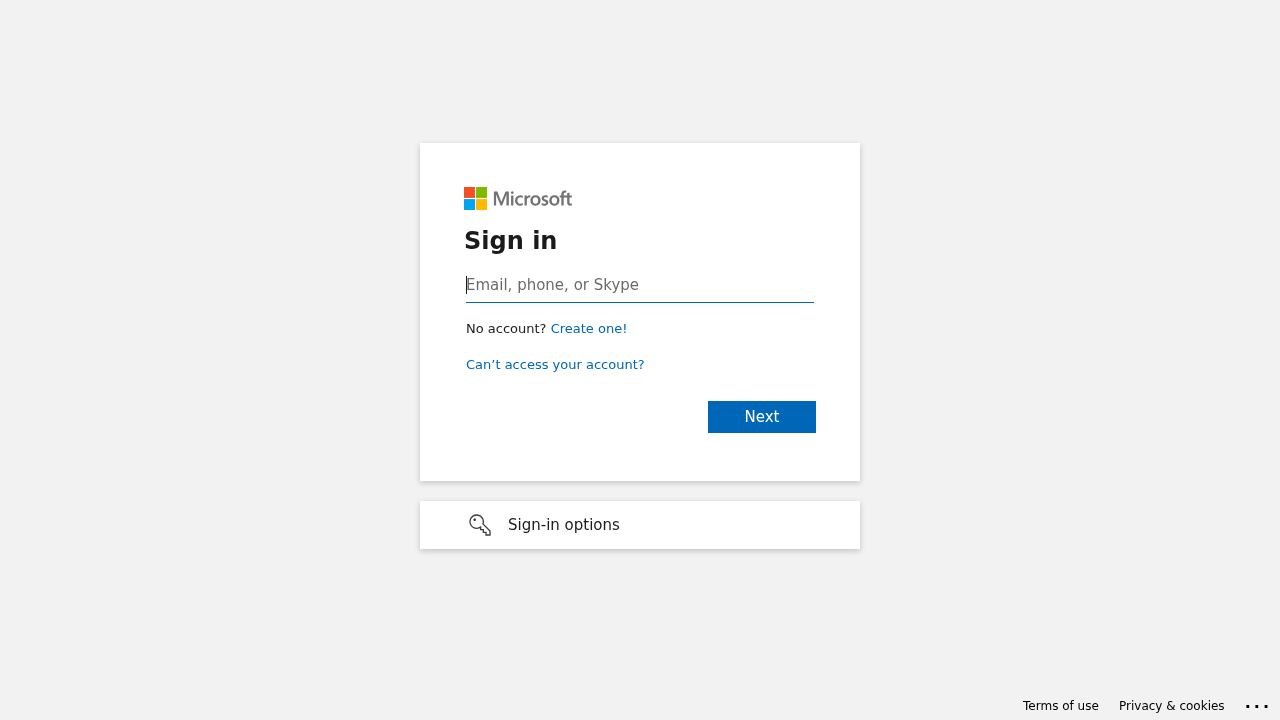 Microsoft
Sign in
Email, phone, or Skype
No account? Create one!
Can’t access your account?
Next
Sign-in options
Terms of use Privacy & cookies ...